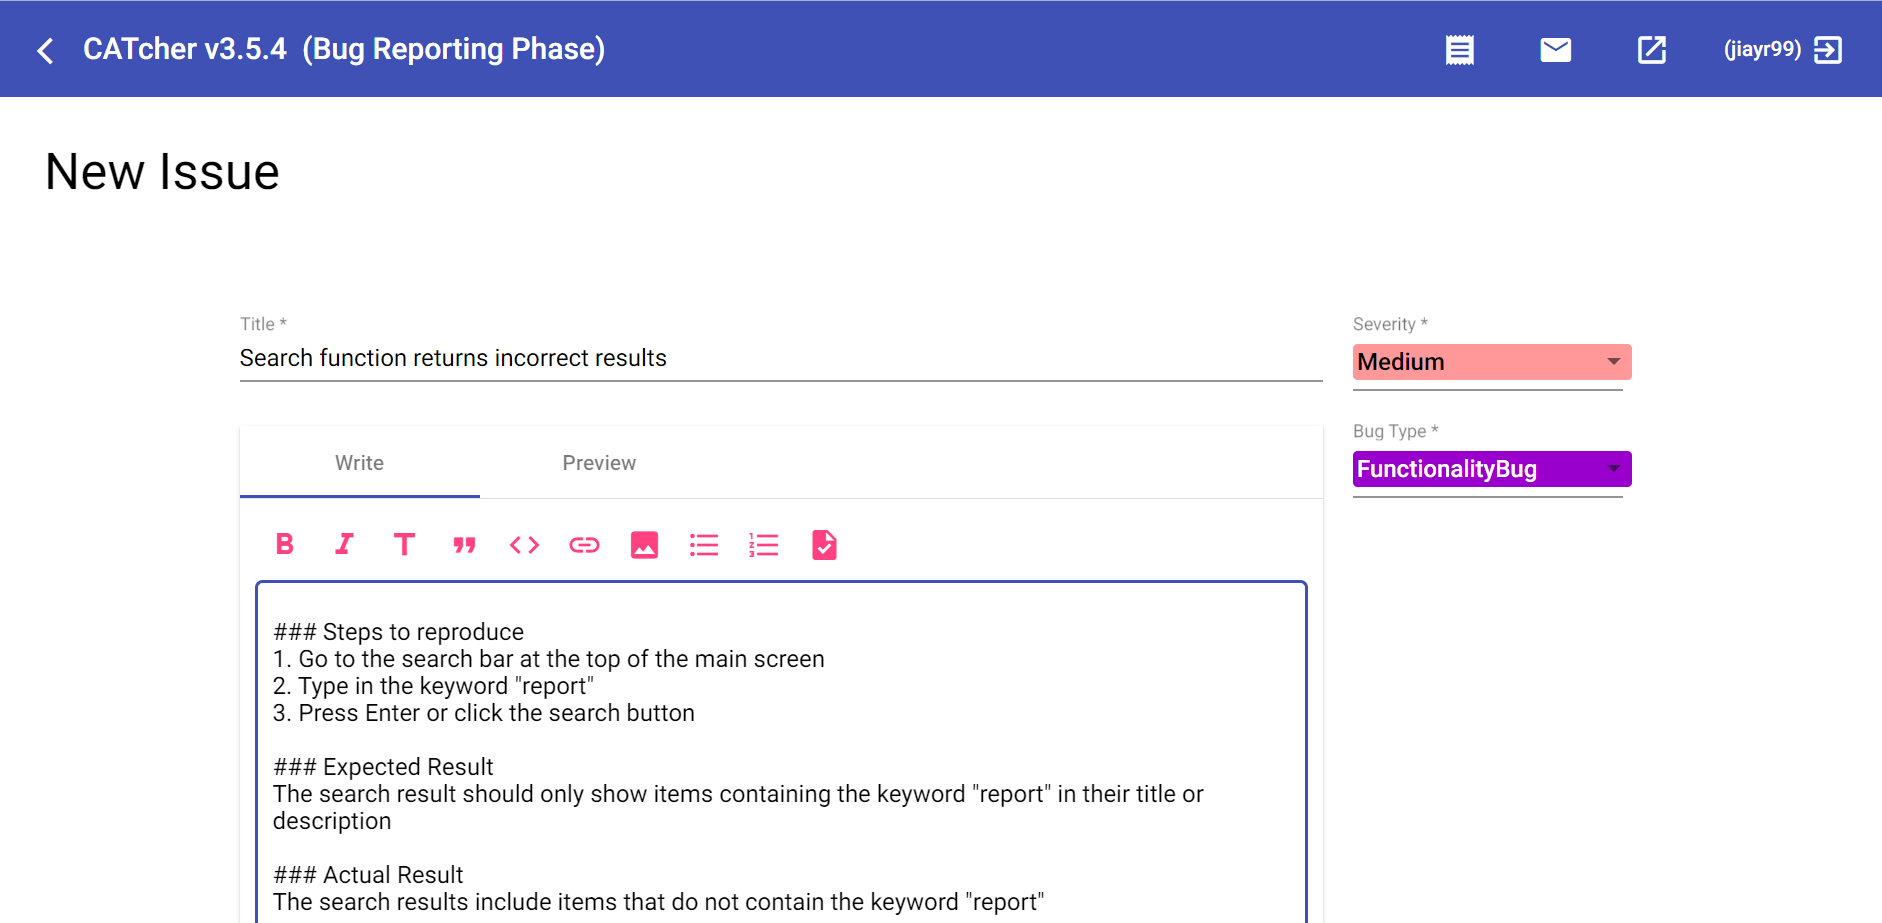 CATcher v3.5.4 (Bug Reporting Phase)
(jiayr99)
New Issue
Title *
Search function returns incorrect results
Severity *
Medium
Bug Type *
FunctionalityBug
Write Preview
### Steps to reproduce
1. Go to the search bar at the top of the main screen
2. Type in the keyword "report"
3. Press Enter or click the search button
### Expected Result
The search result should only show items containing the keyword "report" in their title or
description
### Actual Result
The search results include items that do not contain the keyword "report"